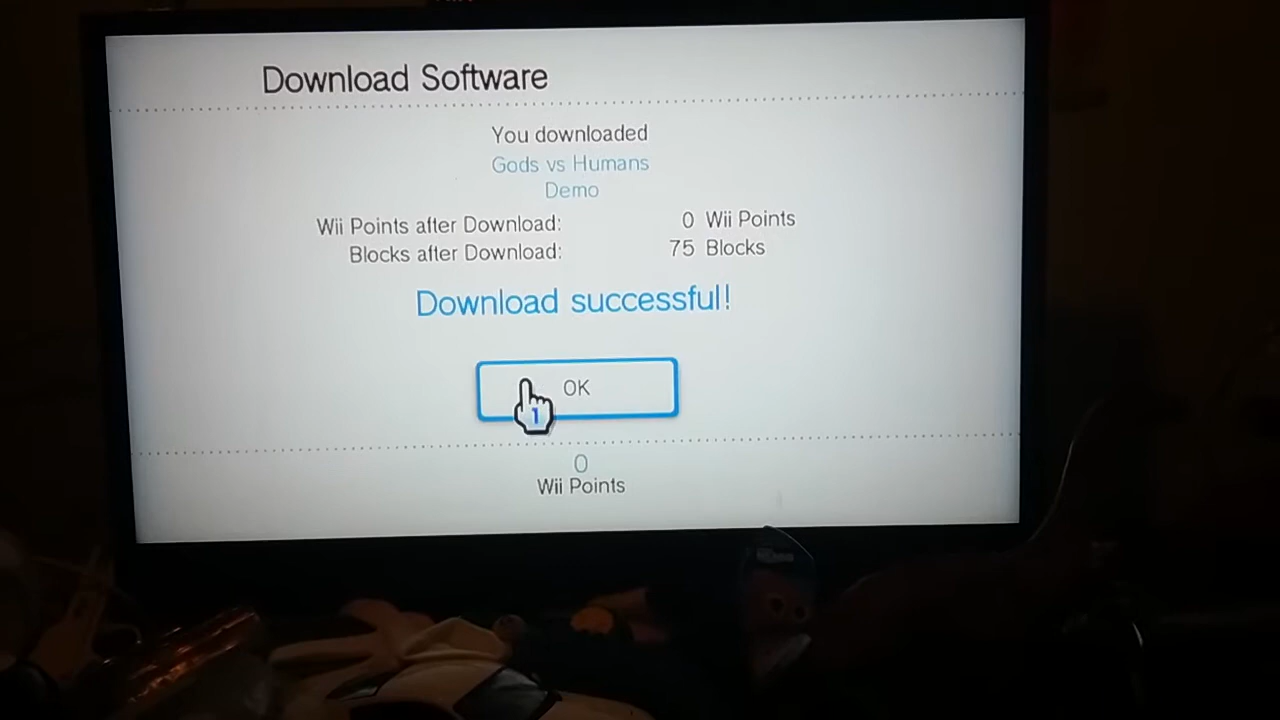 Download Software
You downloaded
Gods vs Humans
Demo
Wii Points after Download: 0 Wii Points
Blocks after Download: 75 Blocks
Download successful!
OK
1
0
Wii Points